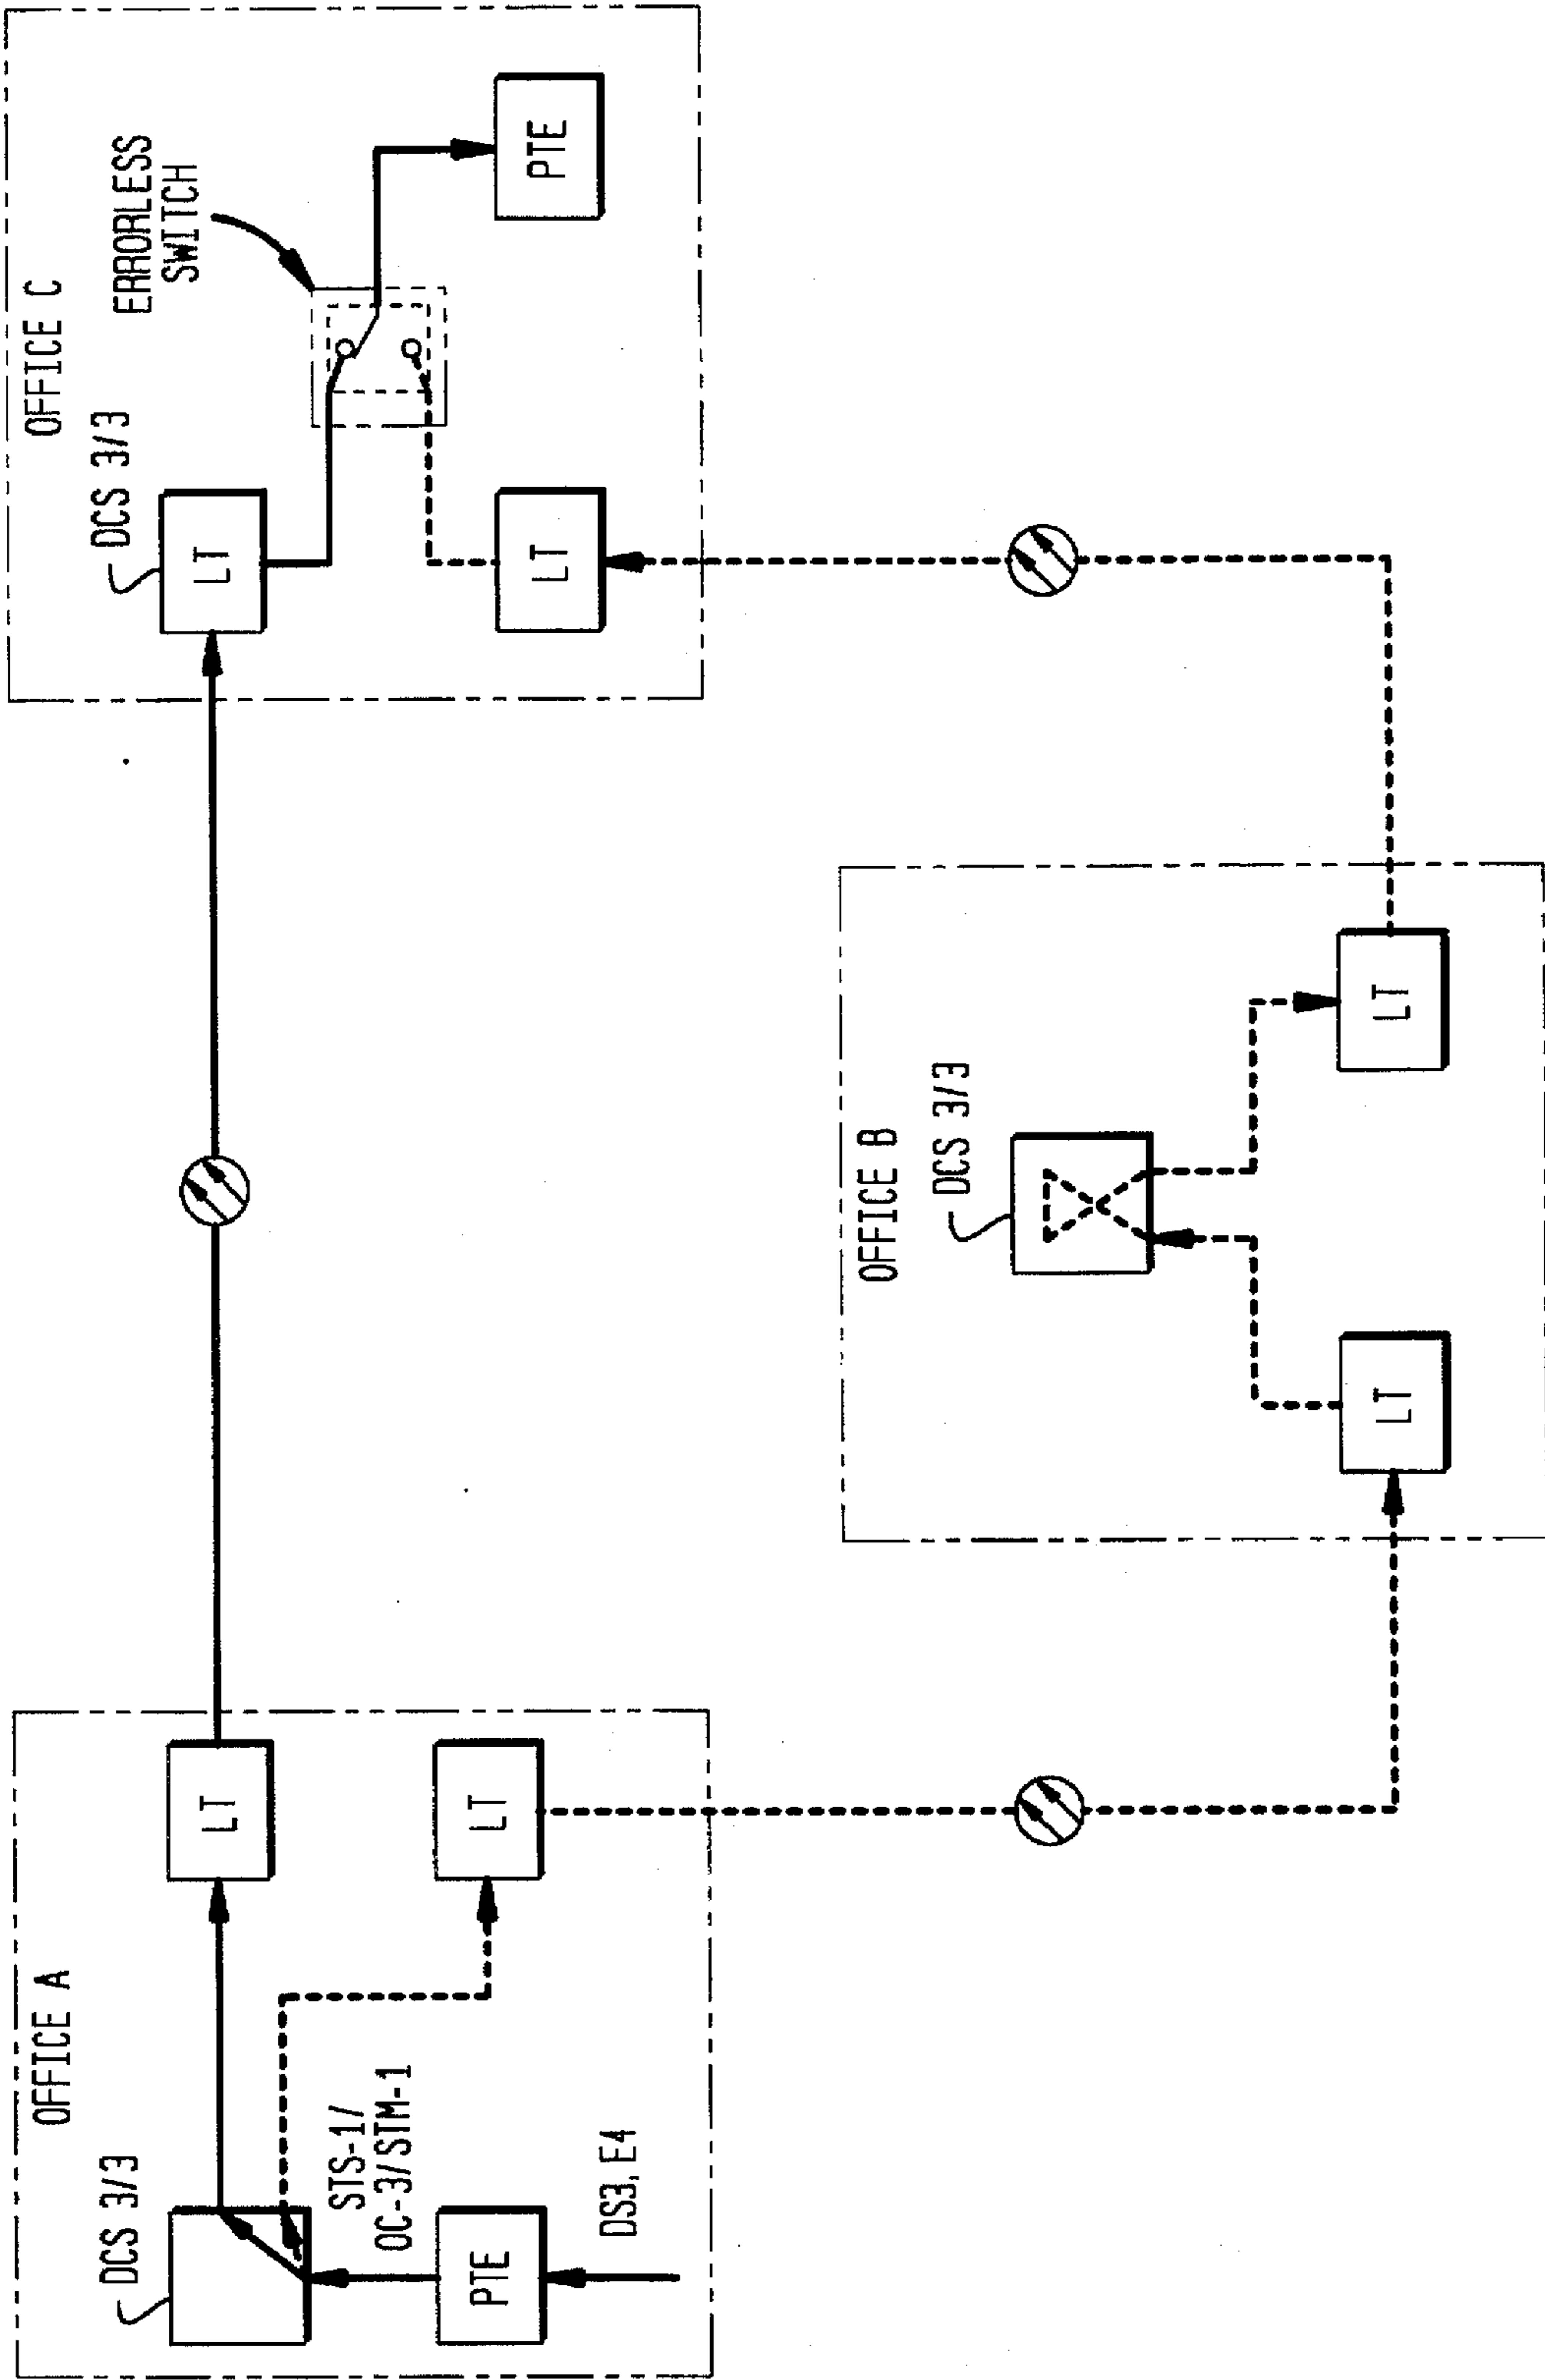 OFFICE A
DCS 3/3
LT
LT
STS-1/
OC-3/STM-1
PTE
DS3, E4
OFFICE C
DCS 3/3
LT
ERRORLESS
SWITCH
LT
PTE
OFFICE B
DCS 3/3
LT
LT